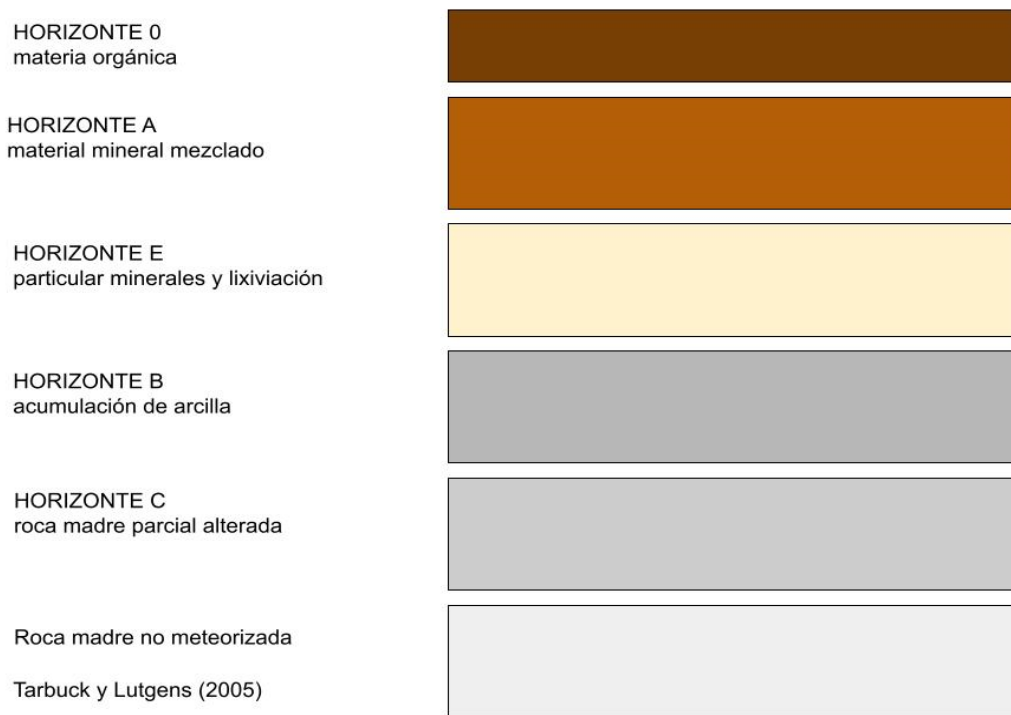 HORIZONTE 0
materia orgánica
HORIZONTE A
material mineral mezclado
HORIZONTE E
particular minerales y lixiviación
HORIZONTE B
acumulación de arcilla
HORIZONTE C
roca madre parcial alterada
Roca madre no meteorizada
Tarbuck y Lutgens (2005)